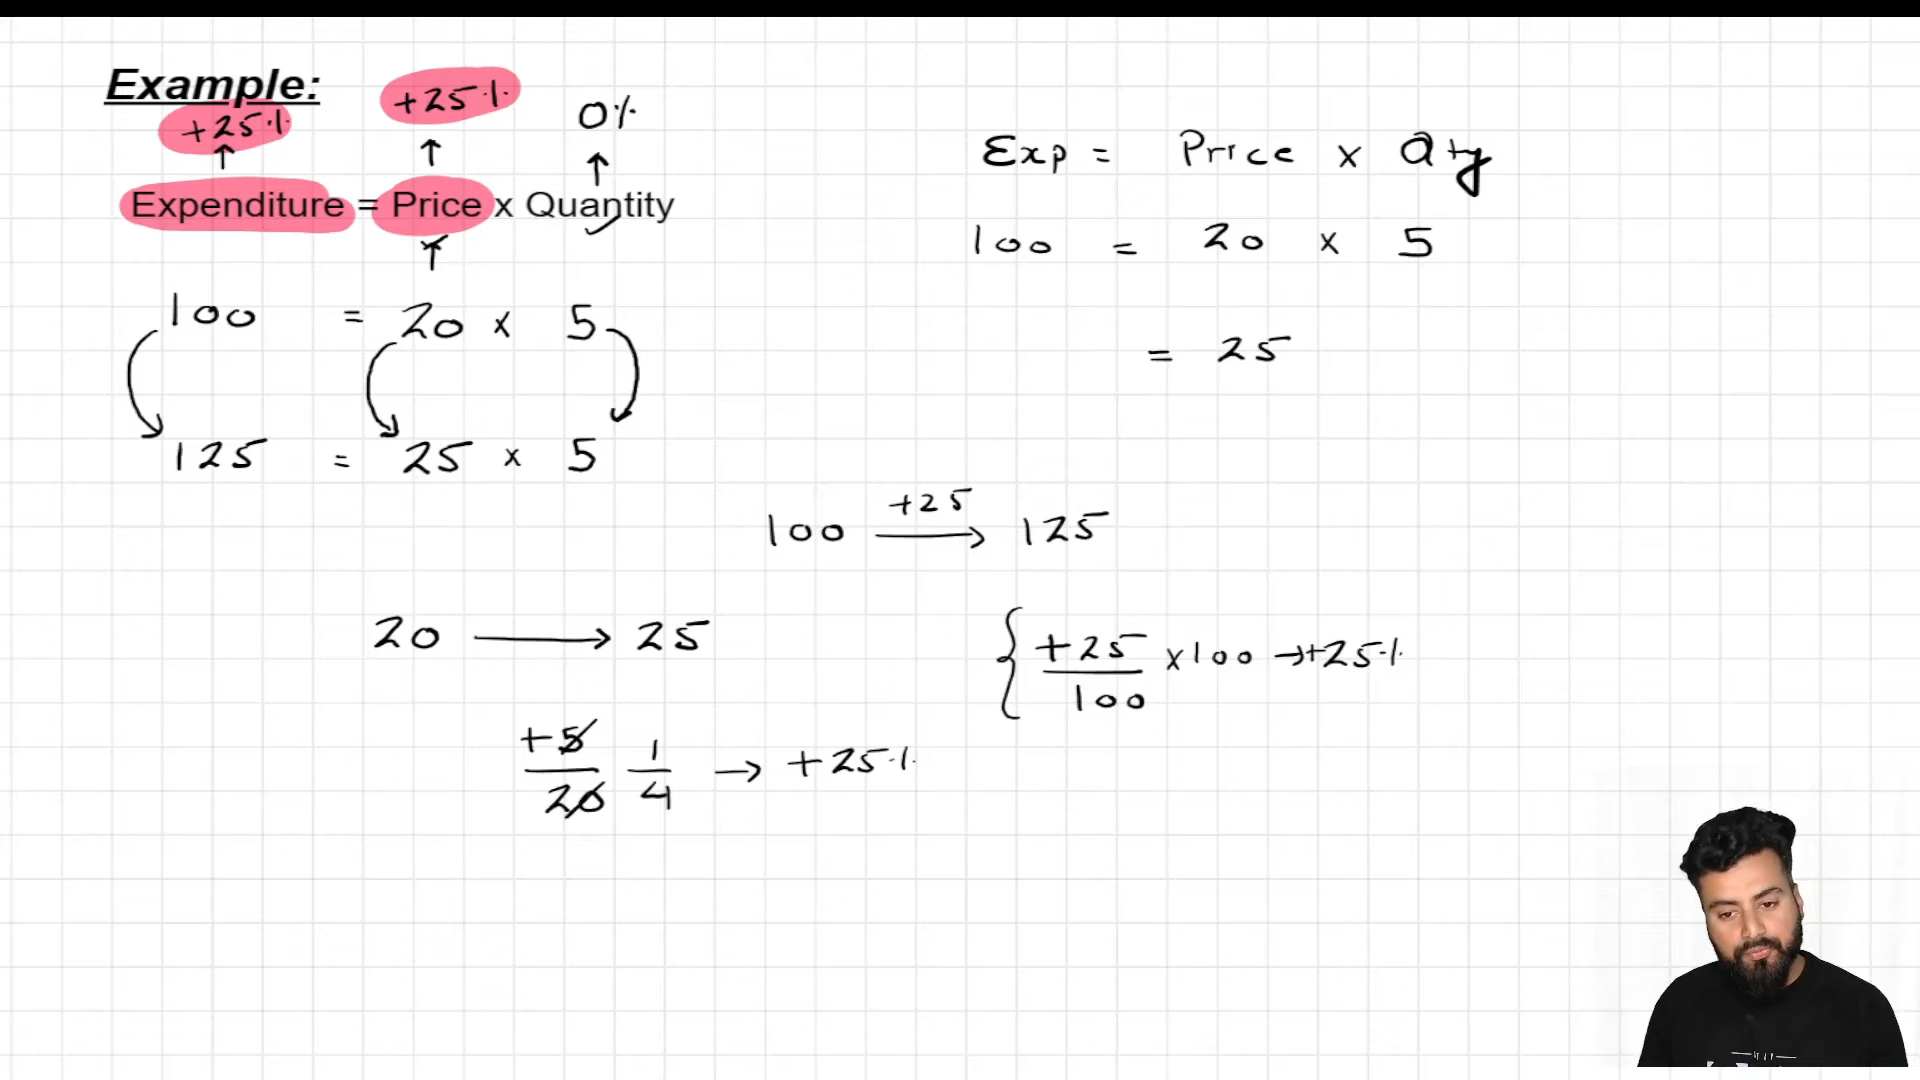 Example:
+25% +25% 0%
↑ ↑ ↑
Expenditure = Price x Quantity
↑
100 = 20 x 5
125 = 25 x 5
Exp = Price x Qty
100 = 20 x 5
= 25
100 +25 → 125
20 → 25
+5/20 1/4 → +25%
{ +25/100 x 100 → +25%